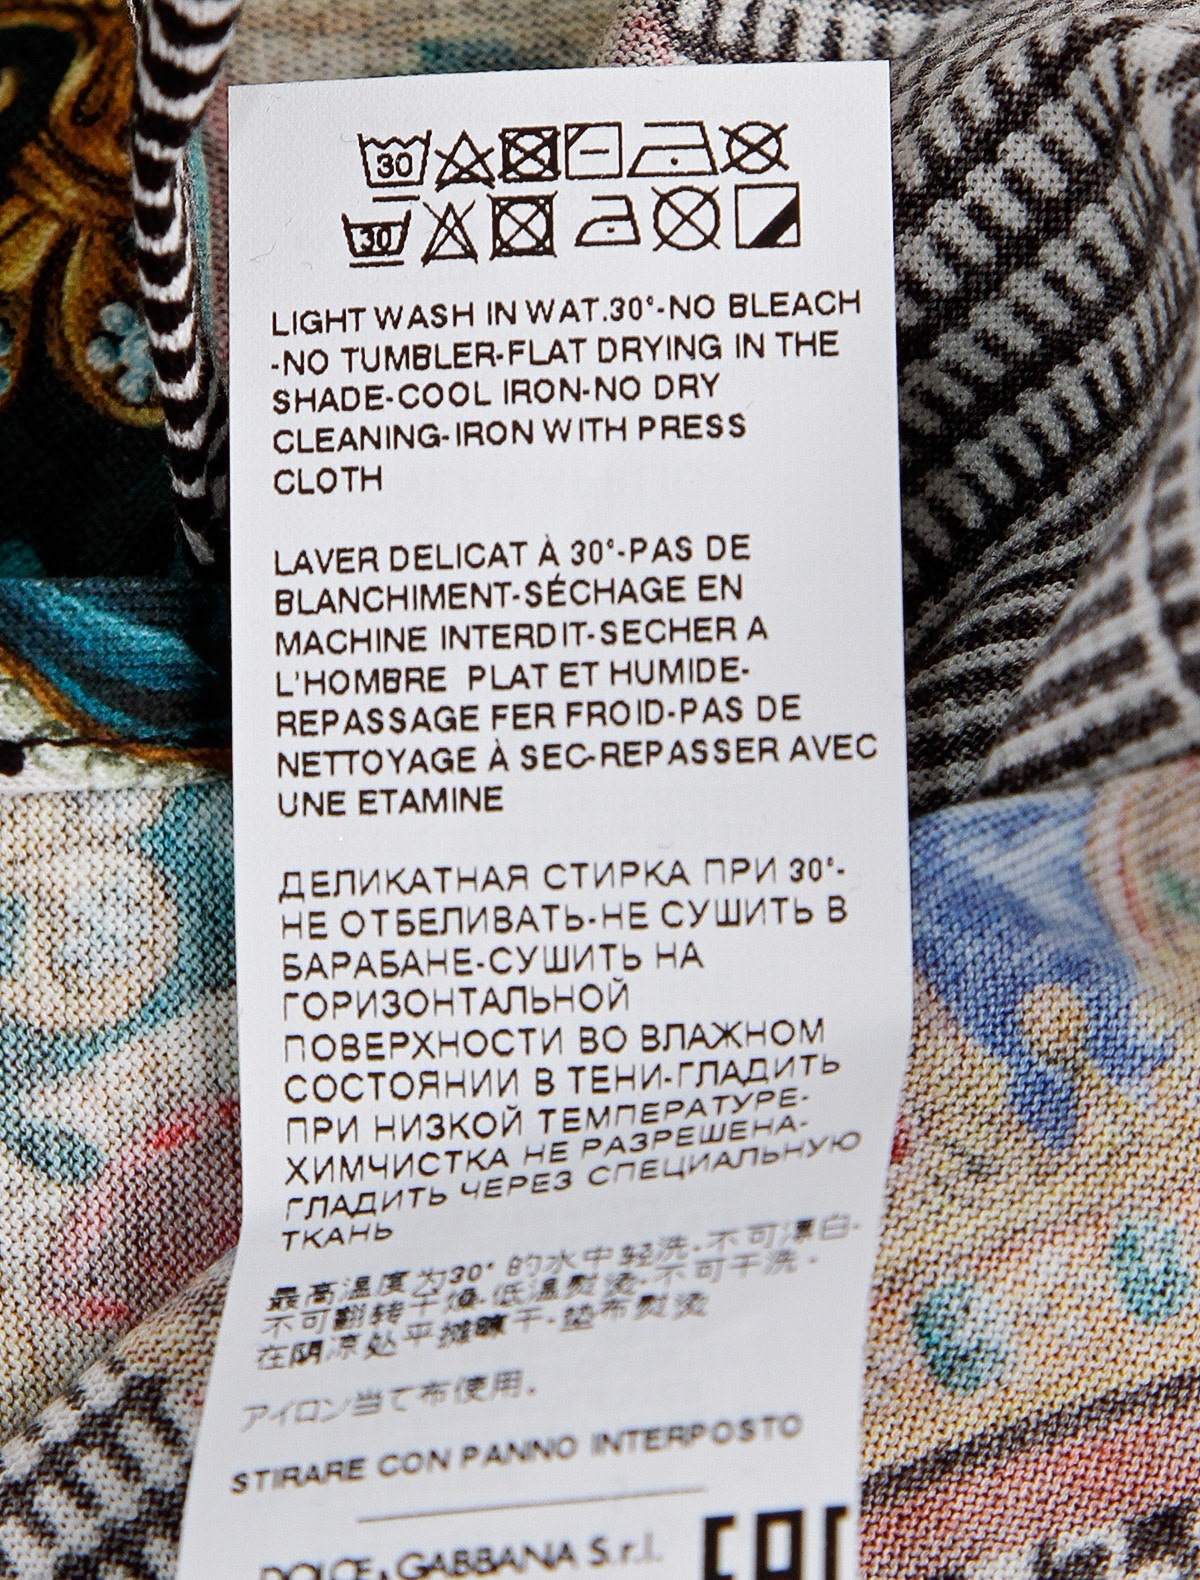 30
30
LIGHT WASH IN WAT.30°-NO BLEACH
-NO TUMBLER-FLAT DRYING IN THE
SHADE-COOL IRON-NO DRY
CLEANING-IRON WITH PRESS
CLOTH
LAVER DELICAT À 30°-PAS DE
BLANCHIMENT-SÉCHAGE EN
MACHINE INTERDIT-SECHER A
L'HOMBRE PLAT ET HUMIDE-
REPASSAGE FER FROID-PAS DE
NETTOYAGE À SEC-REPASSER AVEC
UNE ETAMINE
ДЕЛИКАТНАЯ СТИРКА ПРИ 30°-
НЕ ОТБЕЛИВАТЬ-НЕ СУШИТЬ В
БАРАБАНЕ-СУШИТЬ НА
ГОРИЗОНТАЛЬНОЙ
ПОВЕРХНОСТИ ВО ВЛАЖНОМ
СОСТОЯНИИ В ТЕНИ-ГЛАДИТЬ
ПРИ НИЗКОЙ ТЕМПЕРАТУРЕ-
ХИМЧИСТКА НЕ РАЗРЕШЕНА-
ГЛАДИТЬ ЧЕРЕЗ СПЕЦИАЛЬНУЮ
ТКАНЬ
最高温度为30°的水中轻洗-不可漂白-
不可翻转干燥-低温熨烫-不可干洗-
在阴凉处平摊晾干-垫布熨烫
アイロン当て布使用.
STIRARE CON PANNO INTERPOSTO
DOLCE & GABBANA S.r.l.
EAC